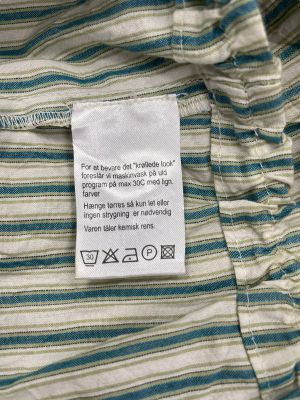 For at bevare det "krøllede look"
foreslår vi maskinvask på uld
program på max 30C med lign.
farver
Hænge tørres så kun let eller
ingen strygning er nødvendig
Varen tåler kemisk rens.
30 P